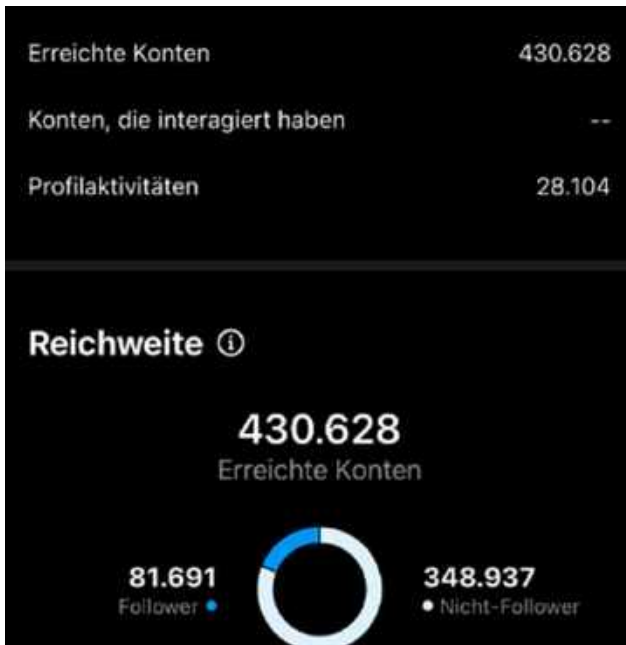 Erreichte Konten 430.628
Konten, die interagiert haben --
Profilaktivitäten 28.104
Reichweite
430.628
Erreichte Konten
81.691 348.937
Follower Nicht-Follower